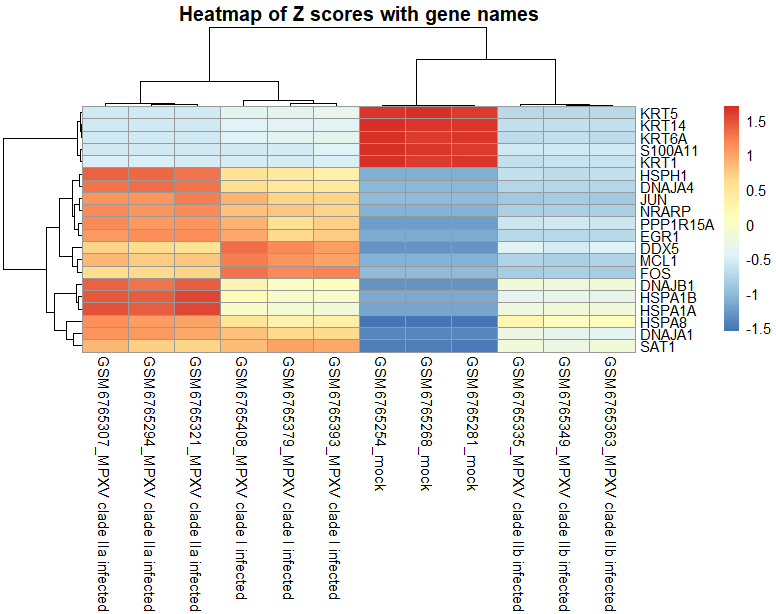 Heatmap of Z scores with gene names
KRT5
KRT14
KRT6A
S100A11
KRT1
HSPH1
DNAJA4
JUN
NRARP
PPP1R15A
EGR1
DDX5
MCL1
FOS
DNAJB1
HSPA1B
HSPA1A
HSPA8
DNAJA1
SAT1
1.5
1
0.5
0
-0.5
-1
-1.5
GSM6765307_MPXV clade IIa infected
GSM6765294_MPXV clade IIa infected
GSM6765321_MPXV clade IIa infected
GSM6765408_MPXV clade I infected
GSM6765379_MPXV clade I infected
GSM6765393_MPXV clade I infected
GSM6765254_mock
GSM6765268_mock
GSM6765281_mock
GSM6765335_MPXV clade IIb infected
GSM6765349_MPXV clade IIb infected
GSM6765363_MPXV clade IIb infected